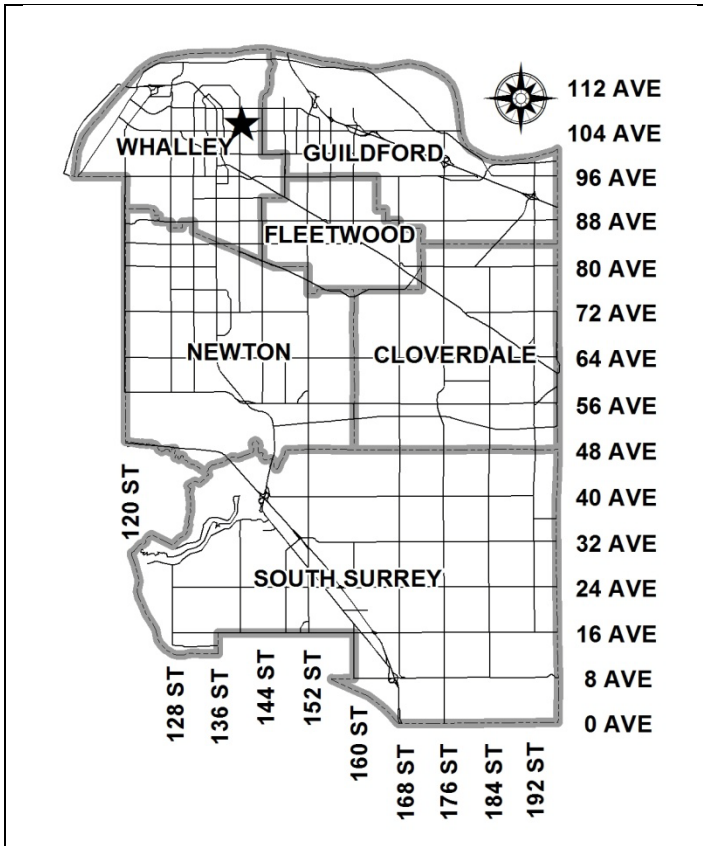 112 AVE
104 AVE
WHALLEY
GUILDFORD
96 AVE
88 AVE
FLEETWOOD
80 AVE
72 AVE
NEWTON
CLOVERDALE
64 AVE
56 AVE
48 AVE
120 ST
40 AVE
32 AVE
SOUTH SURREY
24 AVE
16 AVE
8 AVE
0 AVE
128 ST
136 ST
144 ST
152 ST
160 ST
168 ST
176 ST
184 ST
192 ST